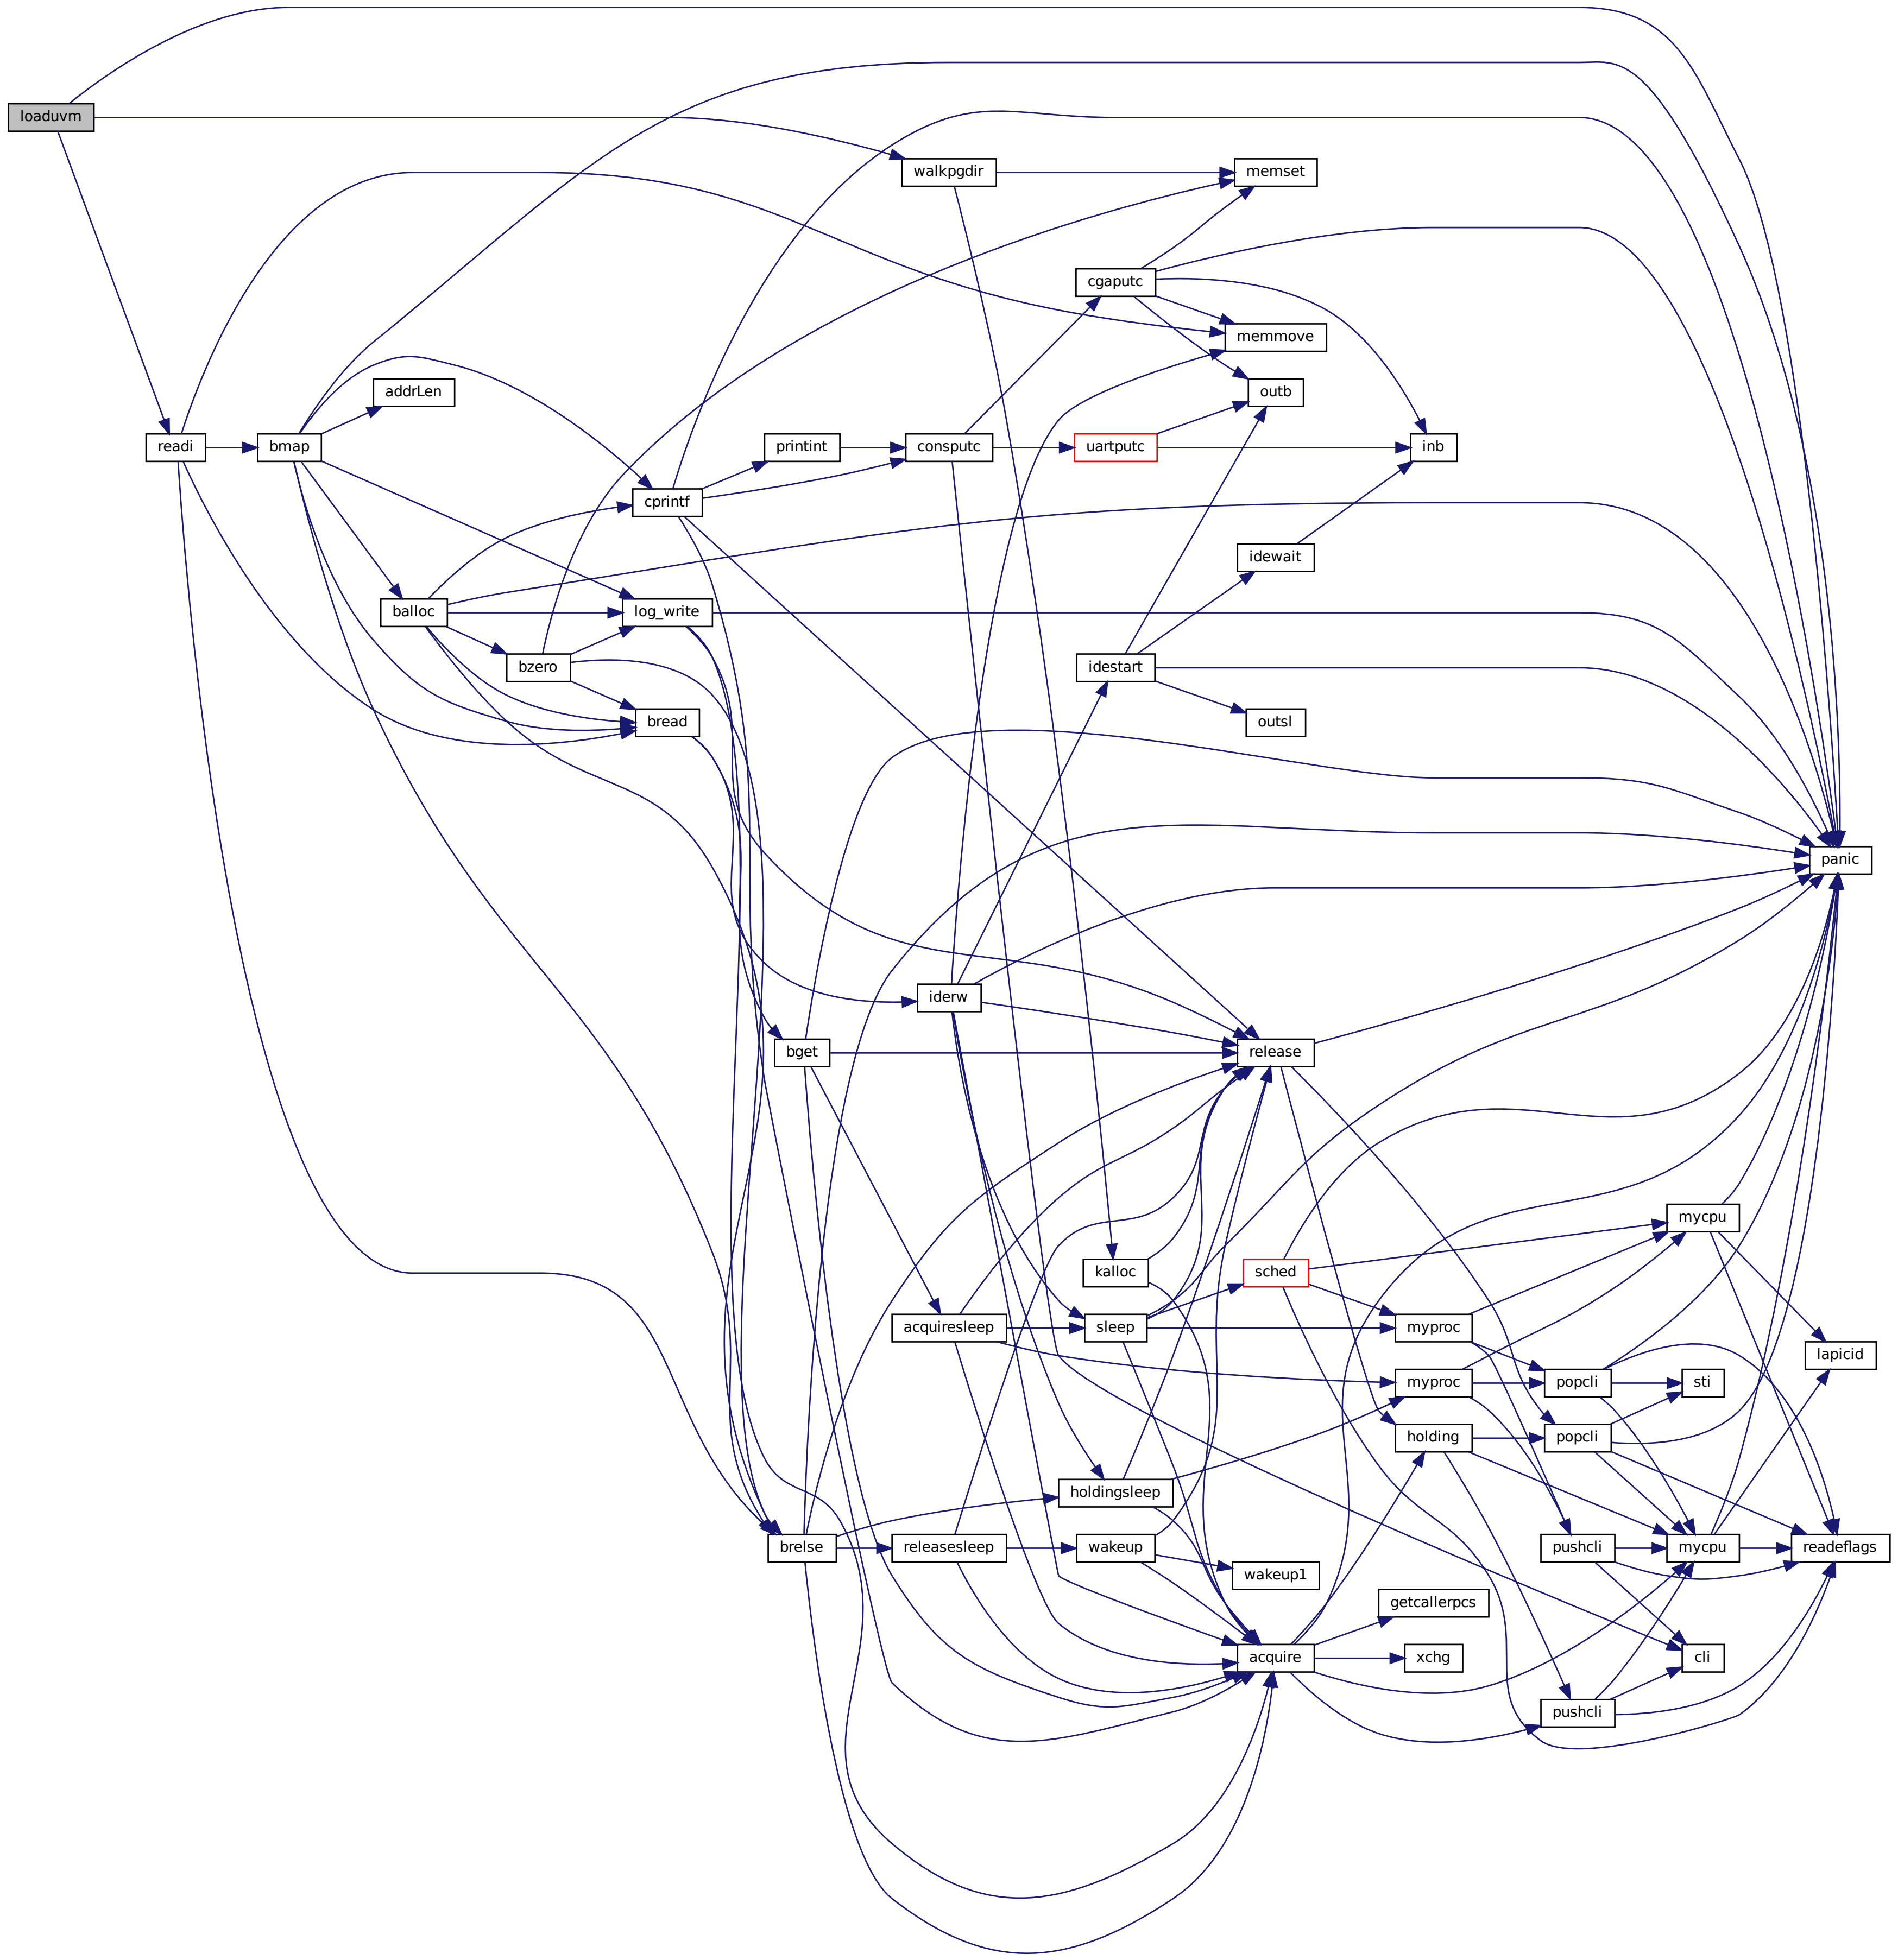 loaduvm
walkpgdir
memset
cgaputc
memmove
addrLen
outb
readi
bmap
printint
consputc
uartputc
inb
cprintf
idewait
balloc
log_write
bzero
idestart
bread
outsl
panic
iderw
bget
release
mycpu
kalloc
sched
acquiresleep
sleep
myproc
lapicid
myproc
popcli
sti
holding
popcli
holdingsleep
brelse
releasesleep
wakeup
pushcli
mycpu
readeflags
wakeup1
getcallerpcs
acquire
xchg
cli
pushcli